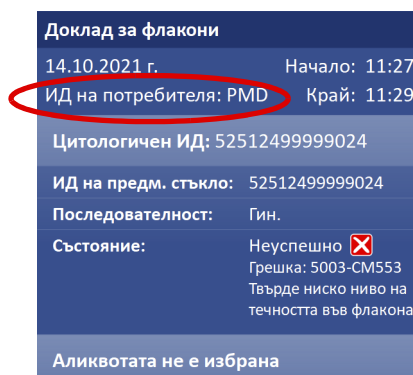 Доклад за флакони
14.10.2021 г. Начало: 11:27
ИД на потребителя: PMD Край: 11:29
Цитологичен ИД: 52512499999024
ИД на предм. стъкло: 52512499999024
Последователност: Гин.
Състояние: Неуспешно
Грешка: 5003-CM553
Твърде ниско ниво на
течността във флакона
Аликвотата не е избрана